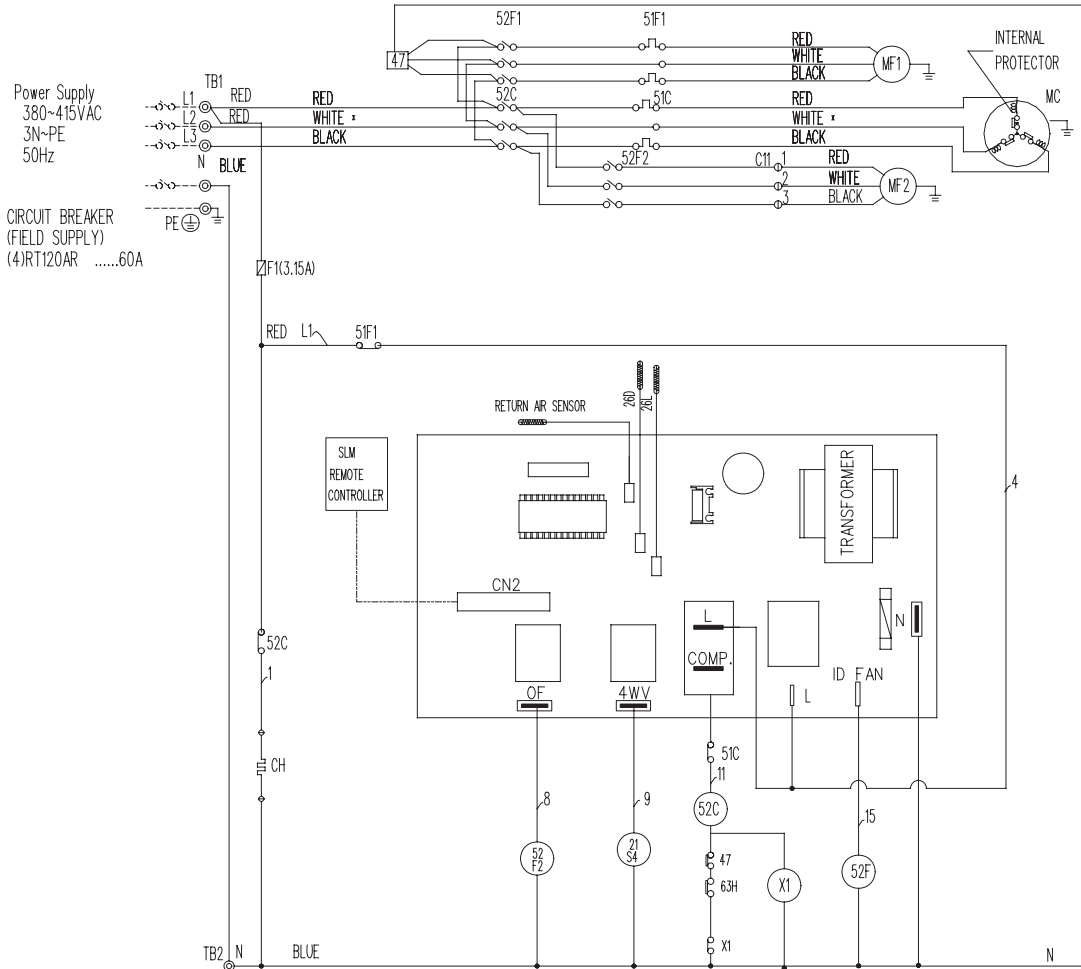 52F1
51F1
RED
WHITE
BLACK
MF1
INTERNAL
PROTECTOR
MC
47
Power Supply
380~415VAC
3N~PE
50Hz
TB1
L1
RED
RED
52C
51C
RED
L2
RED
WHITE *
WHITE *
L3
BLACK
BLACK
N
BLUE
52F2
C11
1
RED
2
WHITE
MF2
3
BLACK
PE
CIRCUIT BREAKER
(FIELD SUPPLY)
(4)RT120AR ......60A
F1(3.15A)
RED L1
51F1
RETURN AIR SENSOR
26D
26L
SLM
REMOTE
CONTROLLER
TRANSFORMER
4
CN2
L
N
COMP.
52C
1
OF
4WV
L
ID FAN
51C
CH
11
8
9
52C
15
52
F2
21
S4
47
63H
X1
52F
X1
TB2 N
BLUE
N